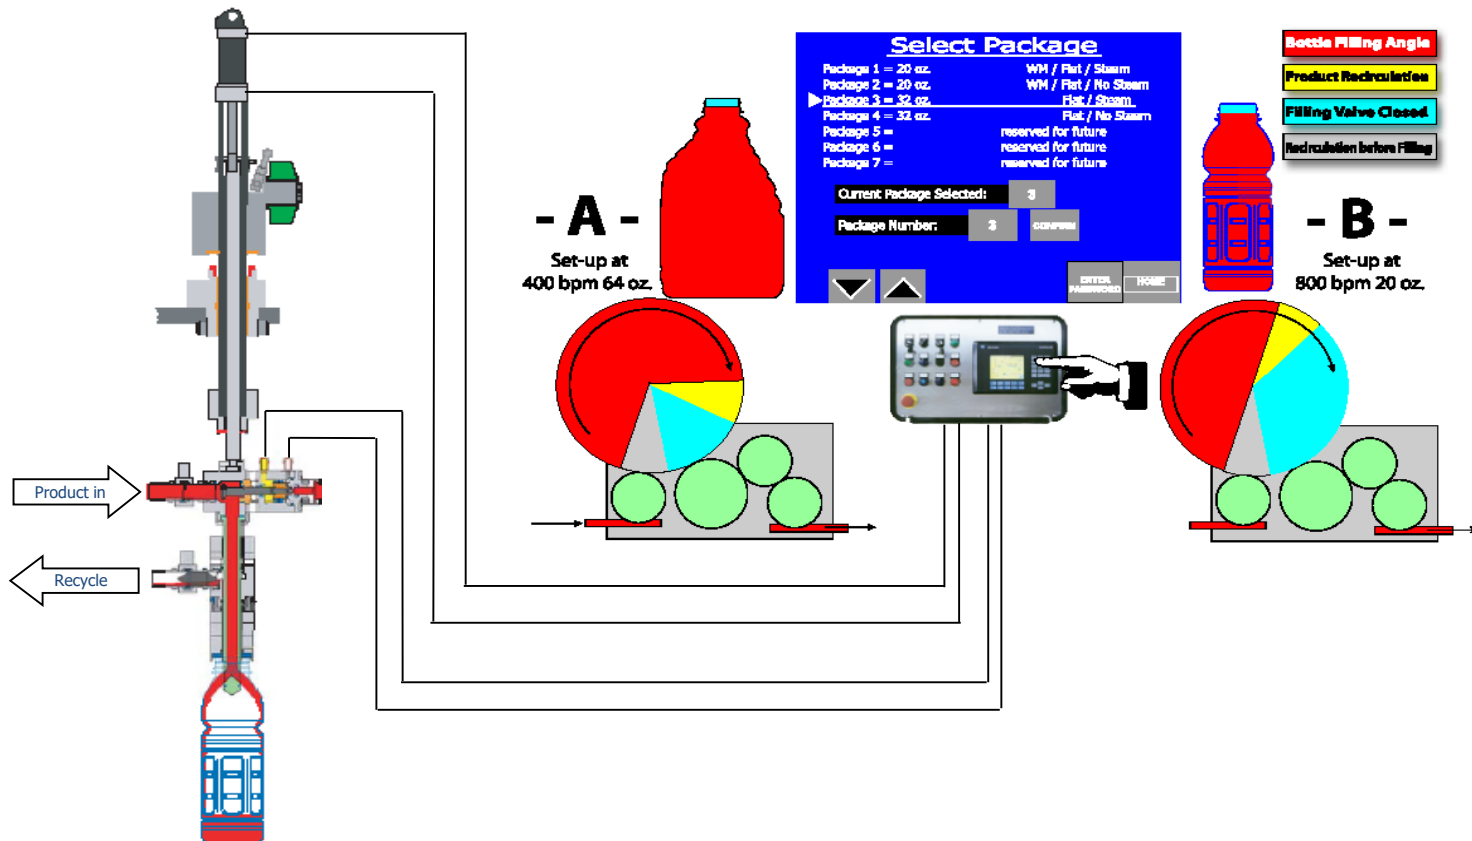 Select Package
Package 1 = 20 oz. WM / Flat / Steam
Package 2 = 20 oz. WM / Flat / No Steam
Package 3 = 32 oz. Flat / Steam
Package 4 = 32 oz. Flat / No Steam
Package 5 = reserved for future
Package 6 = reserved for future
Package 7 = reserved for future
Current Package Selected: 3
Package Number: 3 CONFIRM
ENTER PASSWORD
HOME
Bottle Filling Angle
Product Recirculation
Filling Valve Closed
Recirculation before Filling
- A -
Set-up at
400 bpm 64 oz.
- B -
Set-up at
800 bpm 20 oz.
Product in
Recycle